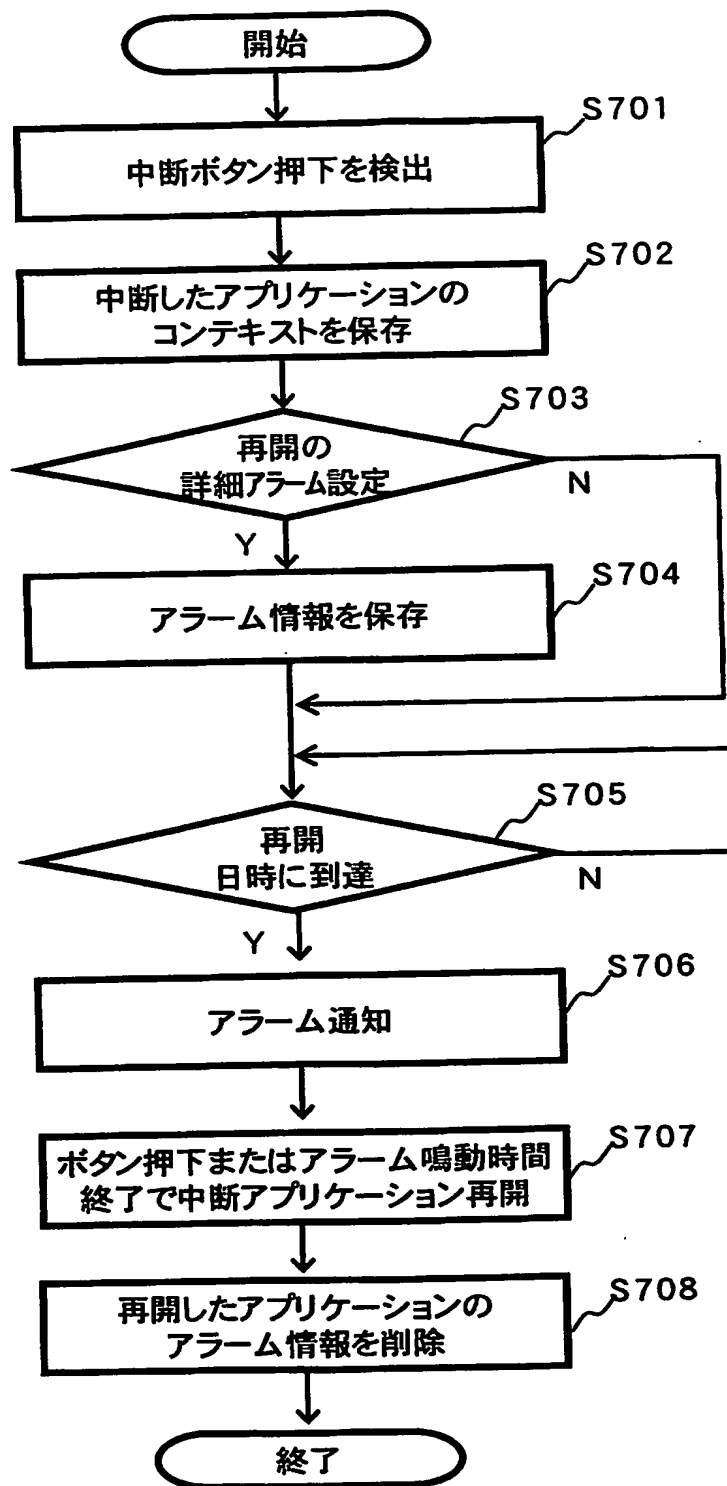 開始
S701
中断ボタン押下を検出
S702
中断したアプリケーションの
コンテキストを保存
S703
再開の
詳細アラーム設定
N
Y
S704
アラーム情報を保存
S705
再開
日時に到達
N
Y
S706
アラーム通知
S707
ボタン押下またはアラーム鳴動時間
終了で中断アプリケーション再開
S708
再開したアプリケーションの
アラーム情報を削除
終了